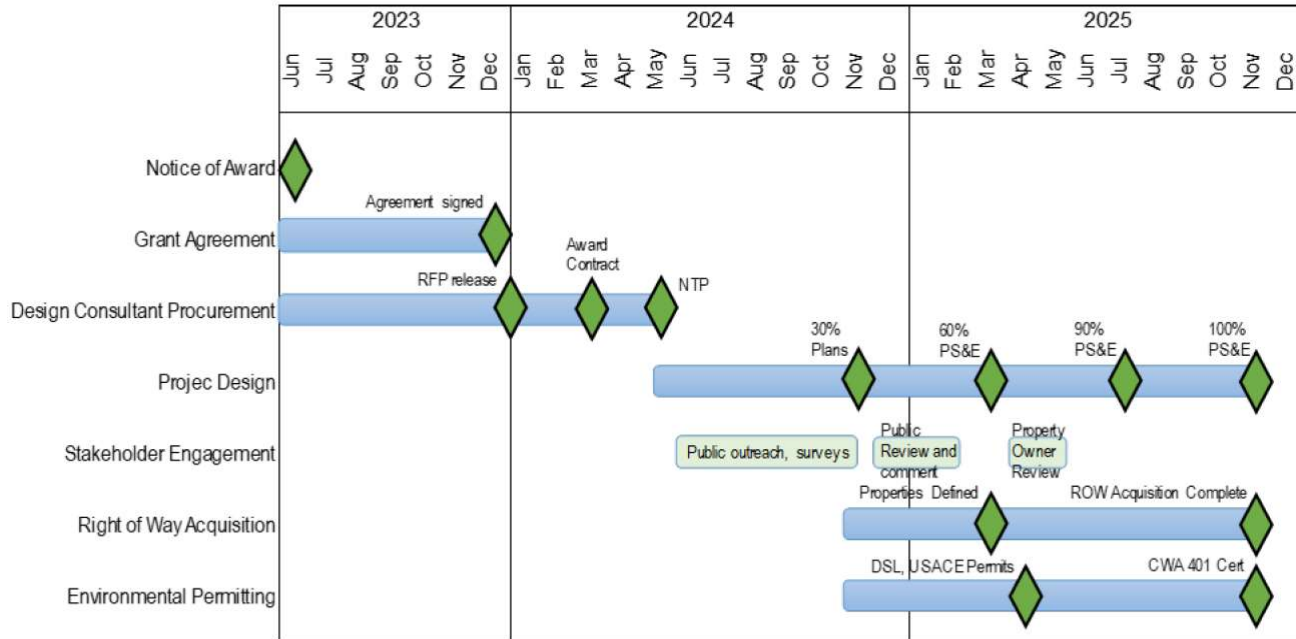 2023
2024
2025
Jun Jul Aug Sep Oct Nov Dec Jan Feb Mar Apr May Jun Jul Aug Sep Oct Nov Dec Jan Feb Mar Apr May Jun Jul Aug Sep Oct Nov Dec
Notice of Award
Agreement signed
Grant Agreement
RFP release
Award
Contract
NTP
Design Consultant Procurement
30%
Plans
60%
PS&E
90%
PS&E
100%
PS&E
Projec Design
Stakeholder Engagement
Public outreach, surveys
Public
Review and
comment
Property
Owner
Review
Properties Defined
ROW Acquisition Complete
Right of Way Acquisition
DSL, USACE Permits
CWA 401 Cert
Environmental Permitting